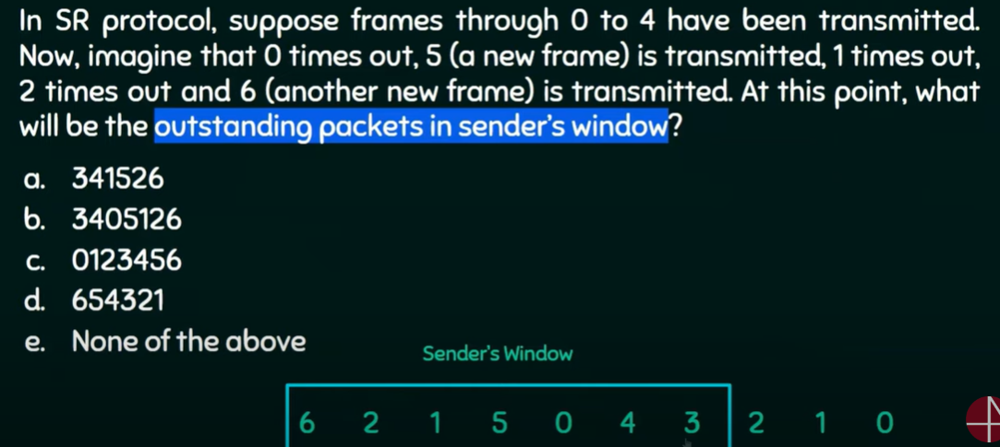 In SR protocol, suppose frames through 0 to 4 have been transmitted.
Now, imagine that 0 times out, 5 (a new frame) is transmitted, 1 times out,
2 times out and 6 (another new frame) is transmitted. At this point, what
will be the outstanding packets in sender's window?
a. 341526
b. 3405126
c. 0123456
d. 654321
e. None of the above
Sender's Window
6 2 1 5 0 4 3 2 1 0